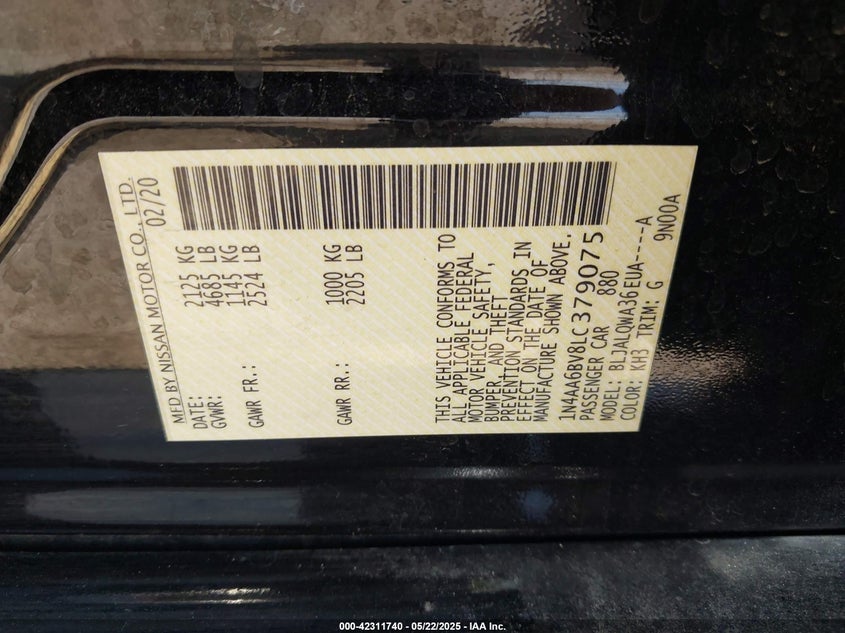 MFD BY NISSAN MOTOR CO., LTD.
DATE: 02/20
GVWR: 2125 KG
4685 LB
GAWR FR.: 1145 KG
2524 LB
GAWR RR.: 1000 KG
2205 LB
THIS VEHICLE CONFORMS TO
ALL APPLICABLE FEDERAL
MOTOR VEHICLE SAFETY,
BUMPER, AND THEFT
PREVENTION STANDARDS IN
EFFECT ON THE DATE OF
MANUFACTURE SHOWN ABOVE.
1N4AA6BV8LC379075
PASSENGER CAR 880
MODEL: BLJALQWA36EUA----A
COLOR: KH3 TRIM: G 9N00A
000-42311740 - 05/22/2025 - IAA Inc.